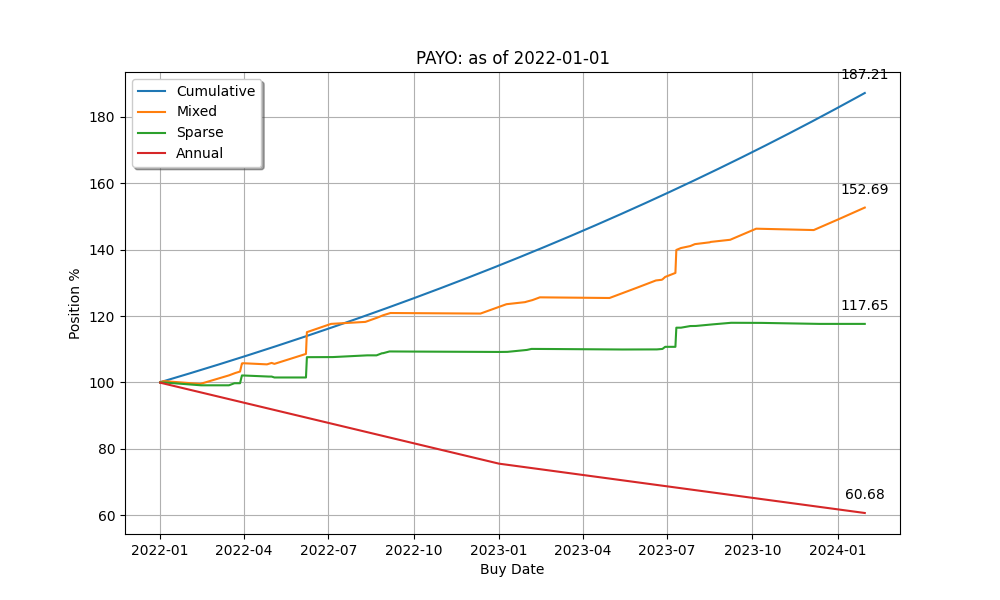 PAYO: as of 2022-01-01
187.21
Cumulative
Mixed
Sparse
Annual
180
160
152.69
140
Position %
120
117.65
100
80
60.68
60
2022-01 2022-04 2022-07 2022-10 2023-01 2023-04 2023-07 2023-10 2024-01
Buy Date